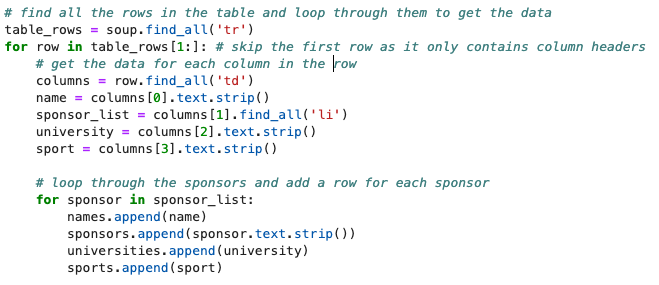 # find all the rows in the table and loop through them to get the data
table_rows = soup.find_all('tr')
for row in table_rows[1:]: # skip the first row as it only contains column headers
    # get the data for each column in the row
    columns = row.find_all('td')
    name = columns[0].text.strip()
    sponsor_list = columns[1].find_all('li')
    university = columns[2].text.strip()
    sport = columns[3].text.strip()

    # loop through the sponsors and add a row for each sponsor
    for sponsor in sponsor_list:
        names.append(name)
        sponsors.append(sponsor.text.strip())
        universities.append(university)
        sports.append(sport)